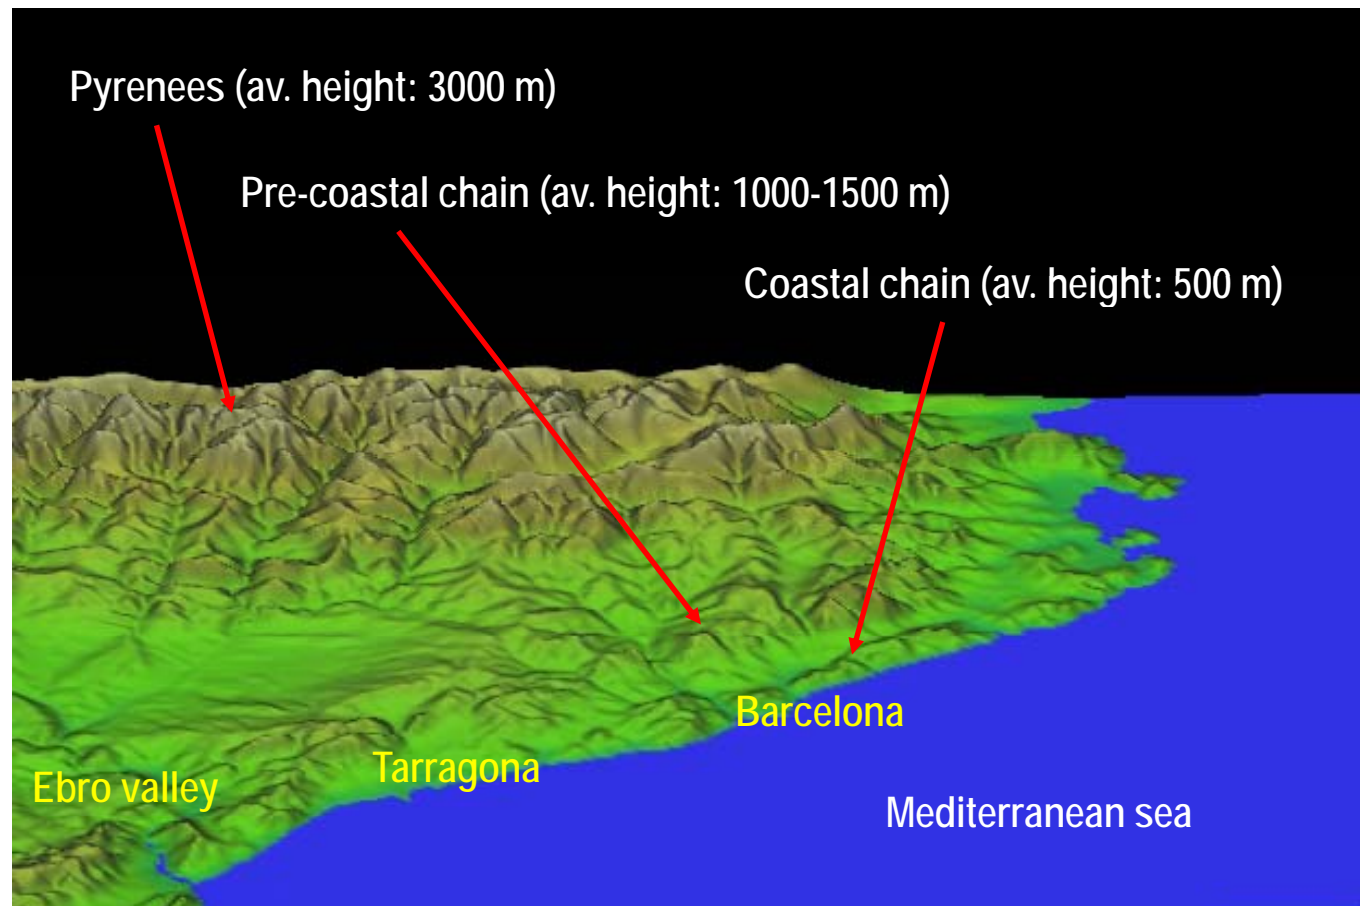 Pyrenees (av. height: 3000 m)
Pre-coastal chain (av. height: 1000-1500 m)
Coastal chain (av. height: 500 m)
Barcelona
Tarragona
Ebro valley
Mediterranean sea